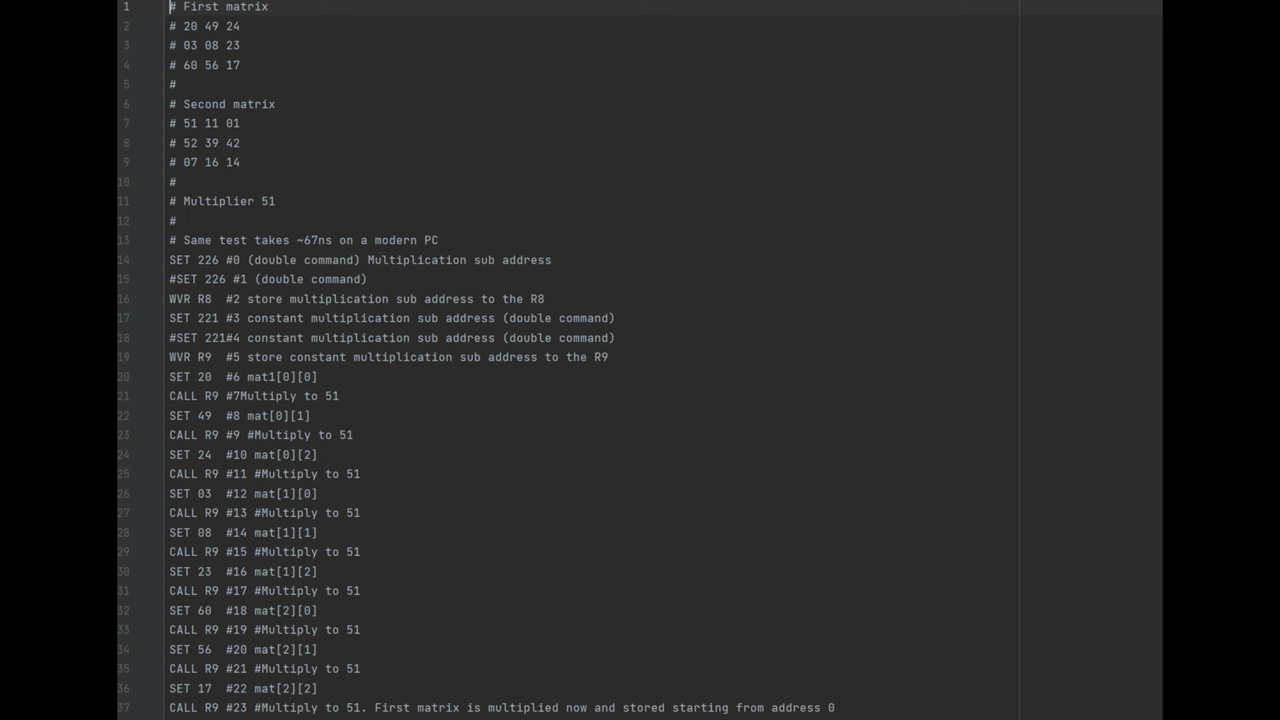 1 # First matrix
2 # 20 49 24
3 # 03 08 23
4 # 60 56 17
5 #
6 # Second matrix
7 # 51 11 01
8 # 52 39 42
9 # 07 16 14
10 #
11 # Multiplier 51
12 #
13 # Same test takes ~67ns on a modern PC
14 SET 226 #0 (double command) Multiplication sub address
15 #SET 226 #1 (double command)
16 WVR R8  #2 store multiplication sub address to the R8
17 SET 221 #3 constant multiplication sub address (double command)
18 #SET 221#4 constant multiplication sub address (double command)
19 WVR R9  #5 store constant multiplication sub address to the R9
20 SET 20  #6 mat1[0][0]
21 CALL R9 #7Multiply to 51
22 SET 49  #8 mat[0][1]
23 CALL R9 #9 #Multiply to 51
24 SET 24  #10 mat[0][2]
25 CALL R9 #11 #Multiply to 51
26 SET 03  #12 mat[1][0]
27 CALL R9 #13 #Multiply to 51
28 SET 08  #14 mat[1][1]
29 CALL R9 #15 #Multiply to 51
30 SET 23  #16 mat[1][2]
31 CALL R9 #17 #Multiply to 51
32 SET 60  #18 mat[2][0]
33 CALL R9 #19 #Multiply to 51
34 SET 56  #20 mat[2][1]
35 CALL R9 #21 #Multiply to 51
36 SET 17  #22 mat[2][2]
37 CALL R9 #23 #Multiply to 51. First matrix is multiplied now and stored starting from address 0